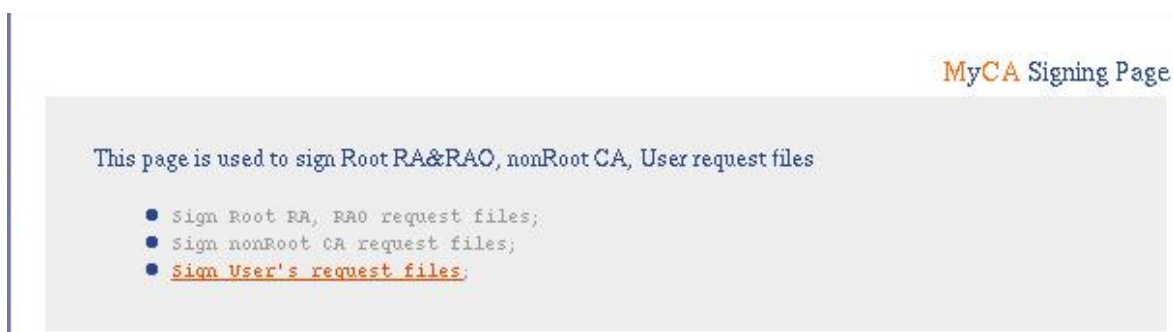 MyCA Signing Page
This page is used to sign Root RA&RAO, nonRoot CA, User request files
Sign Root RA, RAO request files;
Sign nonRoot CA request files;
Sign User's request files;